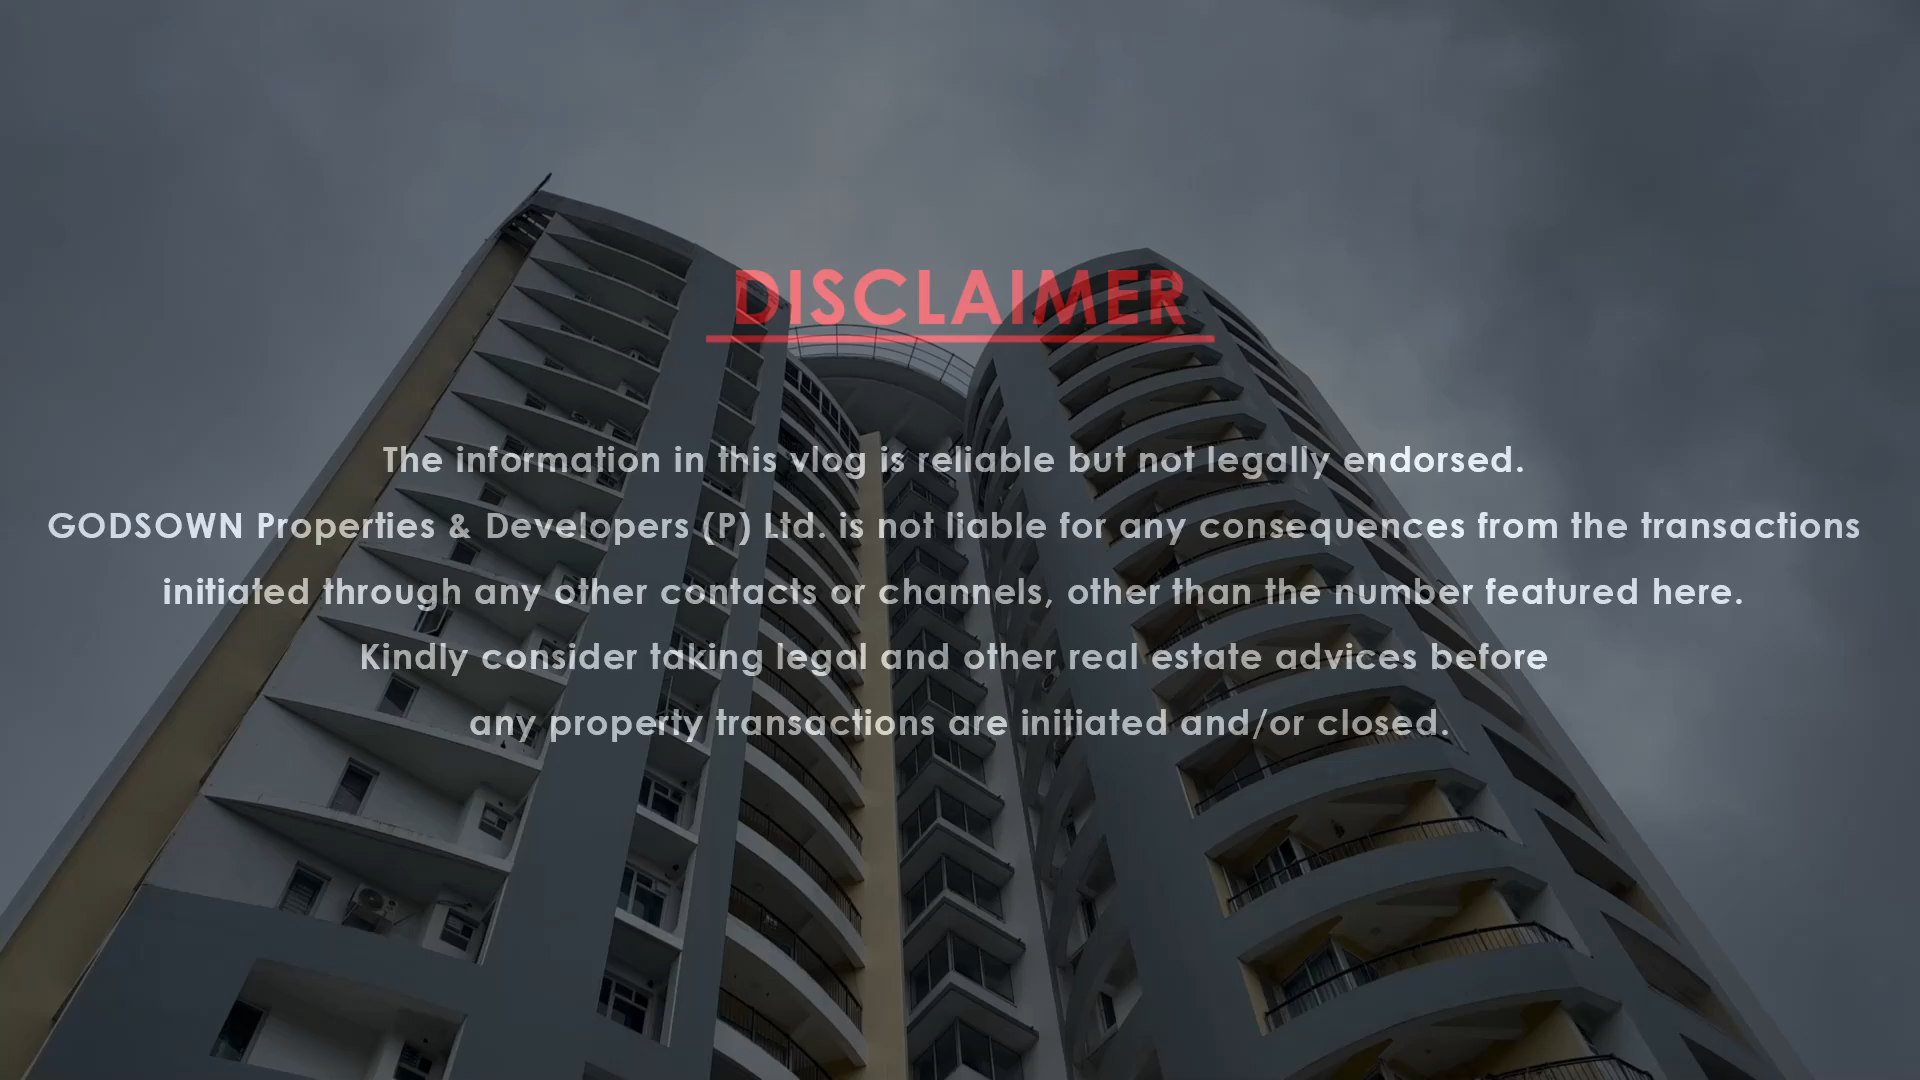 DISCLAIMER
The information in this vlog is reliable but not legally endorsed.
GODSOWN Properties & Developers (P) Ltd. is not liable for any consequences from the transactions
initiated through any other contacts or channels, other than the number featured here.
Kindly consider taking legal and other real estate advices before
any property transactions are initiated and/or closed.